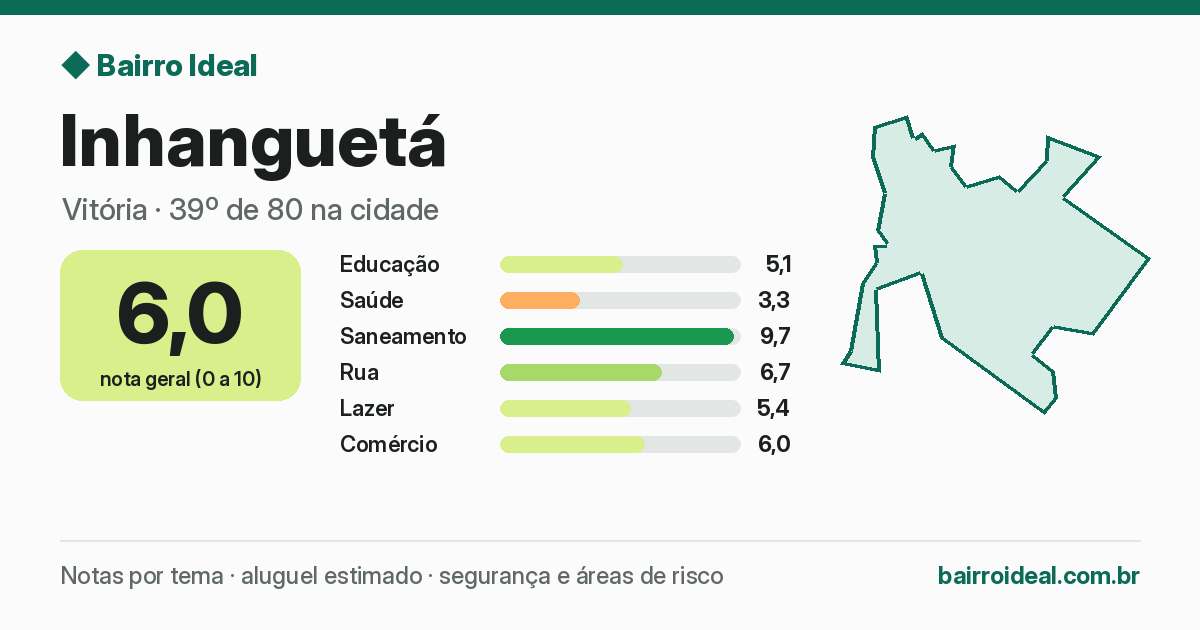 Bairro Ideal
Inhanguetá
Vitória · 39º de 80 na cidade
6,0
nota geral (0 a 10)
Educação 5,1
Saúde 3,3
Saneamento 9,7
Rua 6,7
Lazer 5,4
Comércio 6,0
Notas por tema · aluguel estimado · segurança e áreas de risco
bairroideal.com.br